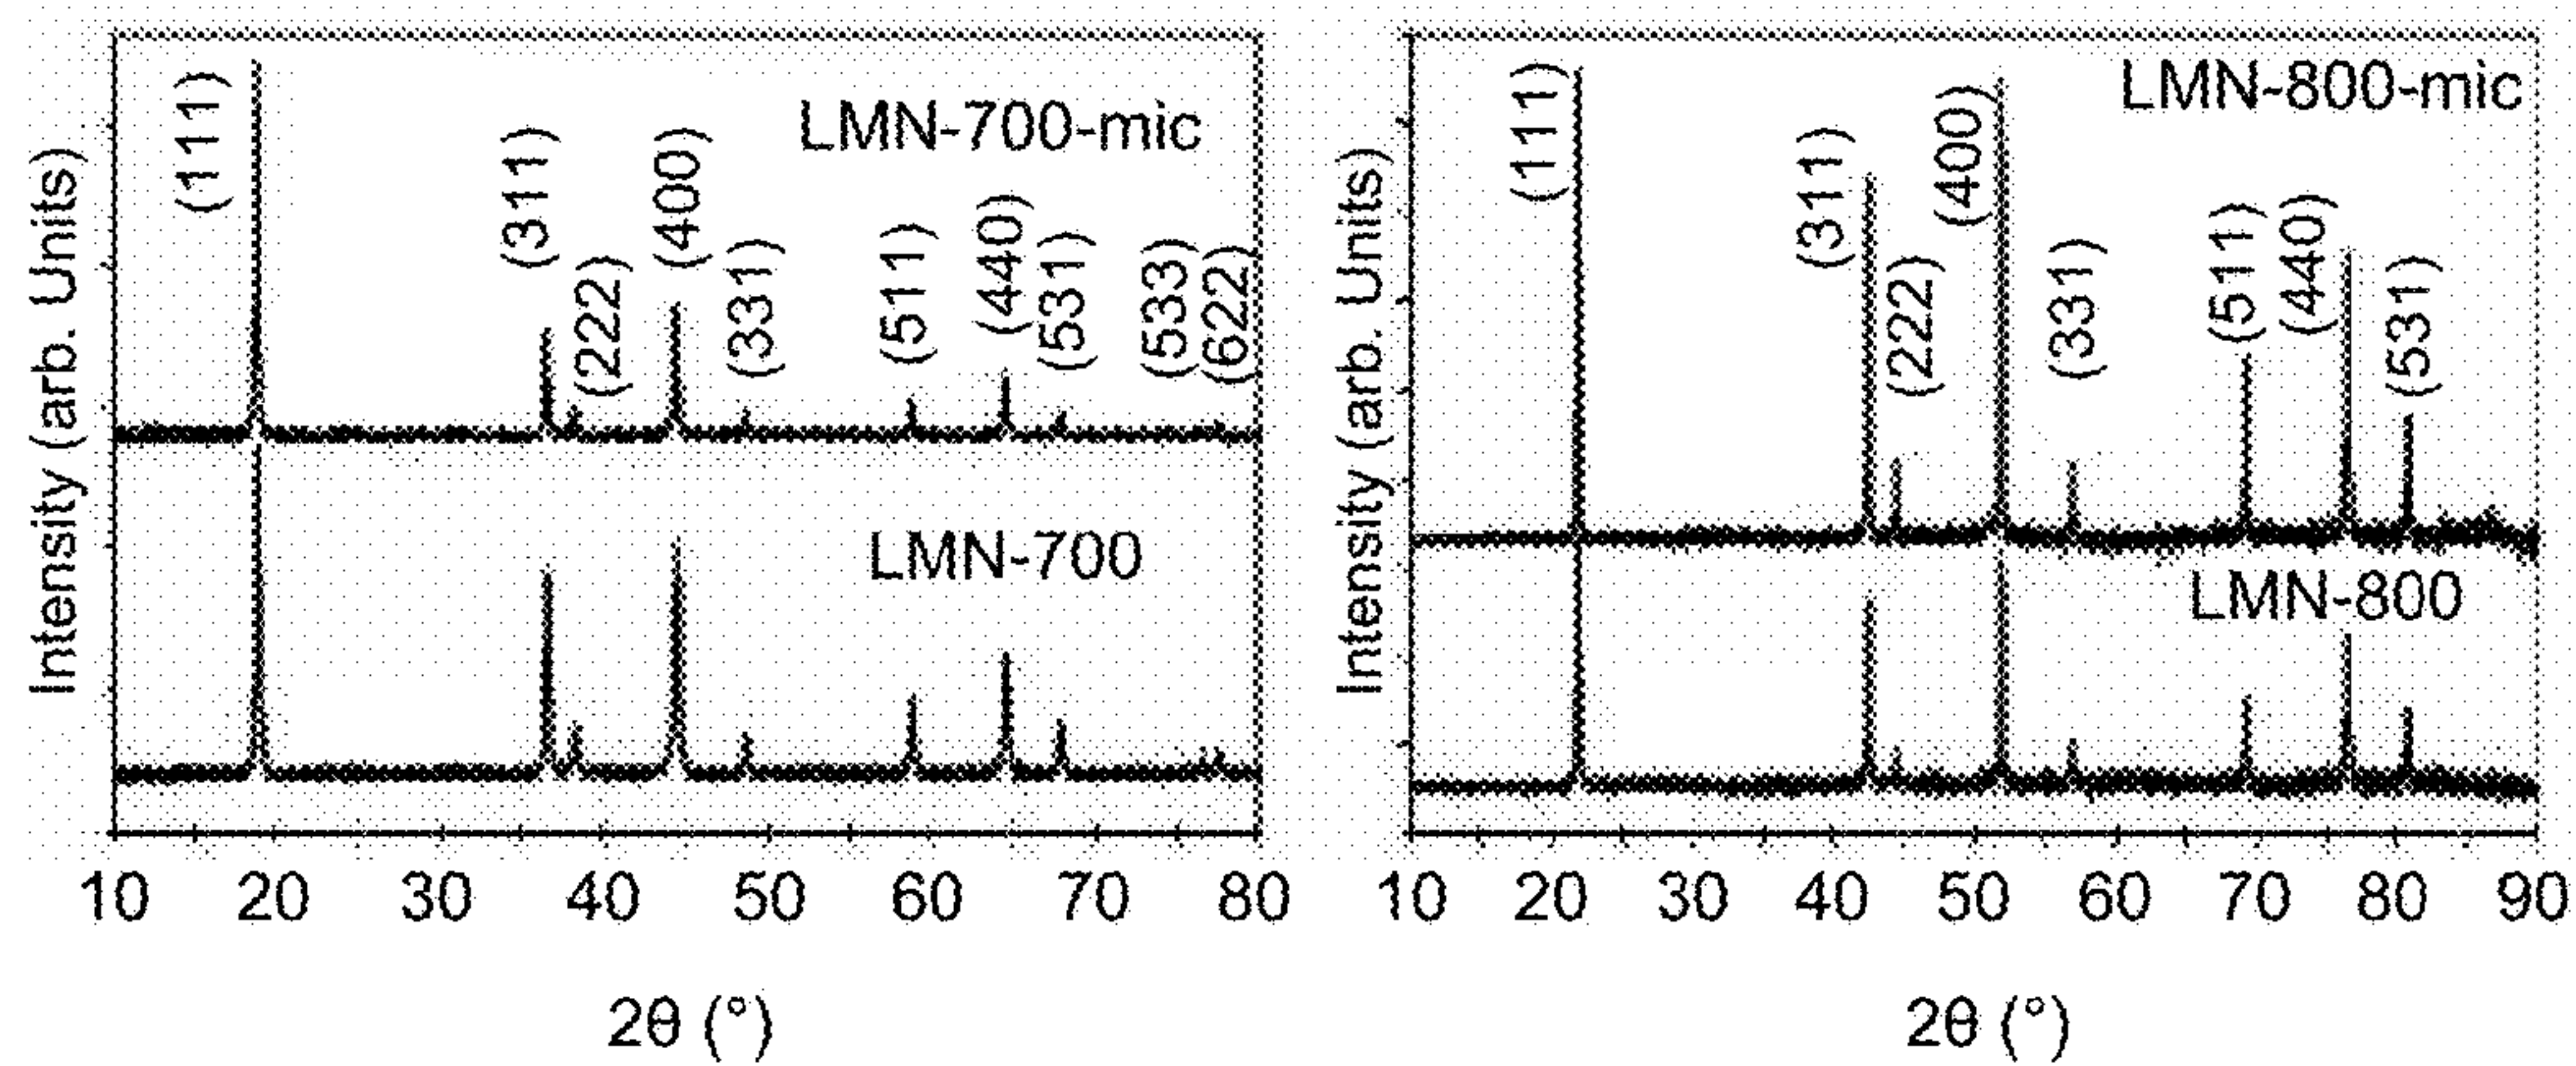 Intensity (arb. Units)
LMN-700-mic
(111)
(311)
(222)
(400)
(331)
(511)
(440)
(531)
(533)
(622)
LMN-700
10 20 30 40 50 60 70 80
2θ (°)
Intensity (arb. Units)
LMN-800-mic
(111)
(311)
(222)
(400)
(331)
(511)
(440)
(531)
LMN-800
10 20 30 40 50 60 70 80 90
2θ (°)